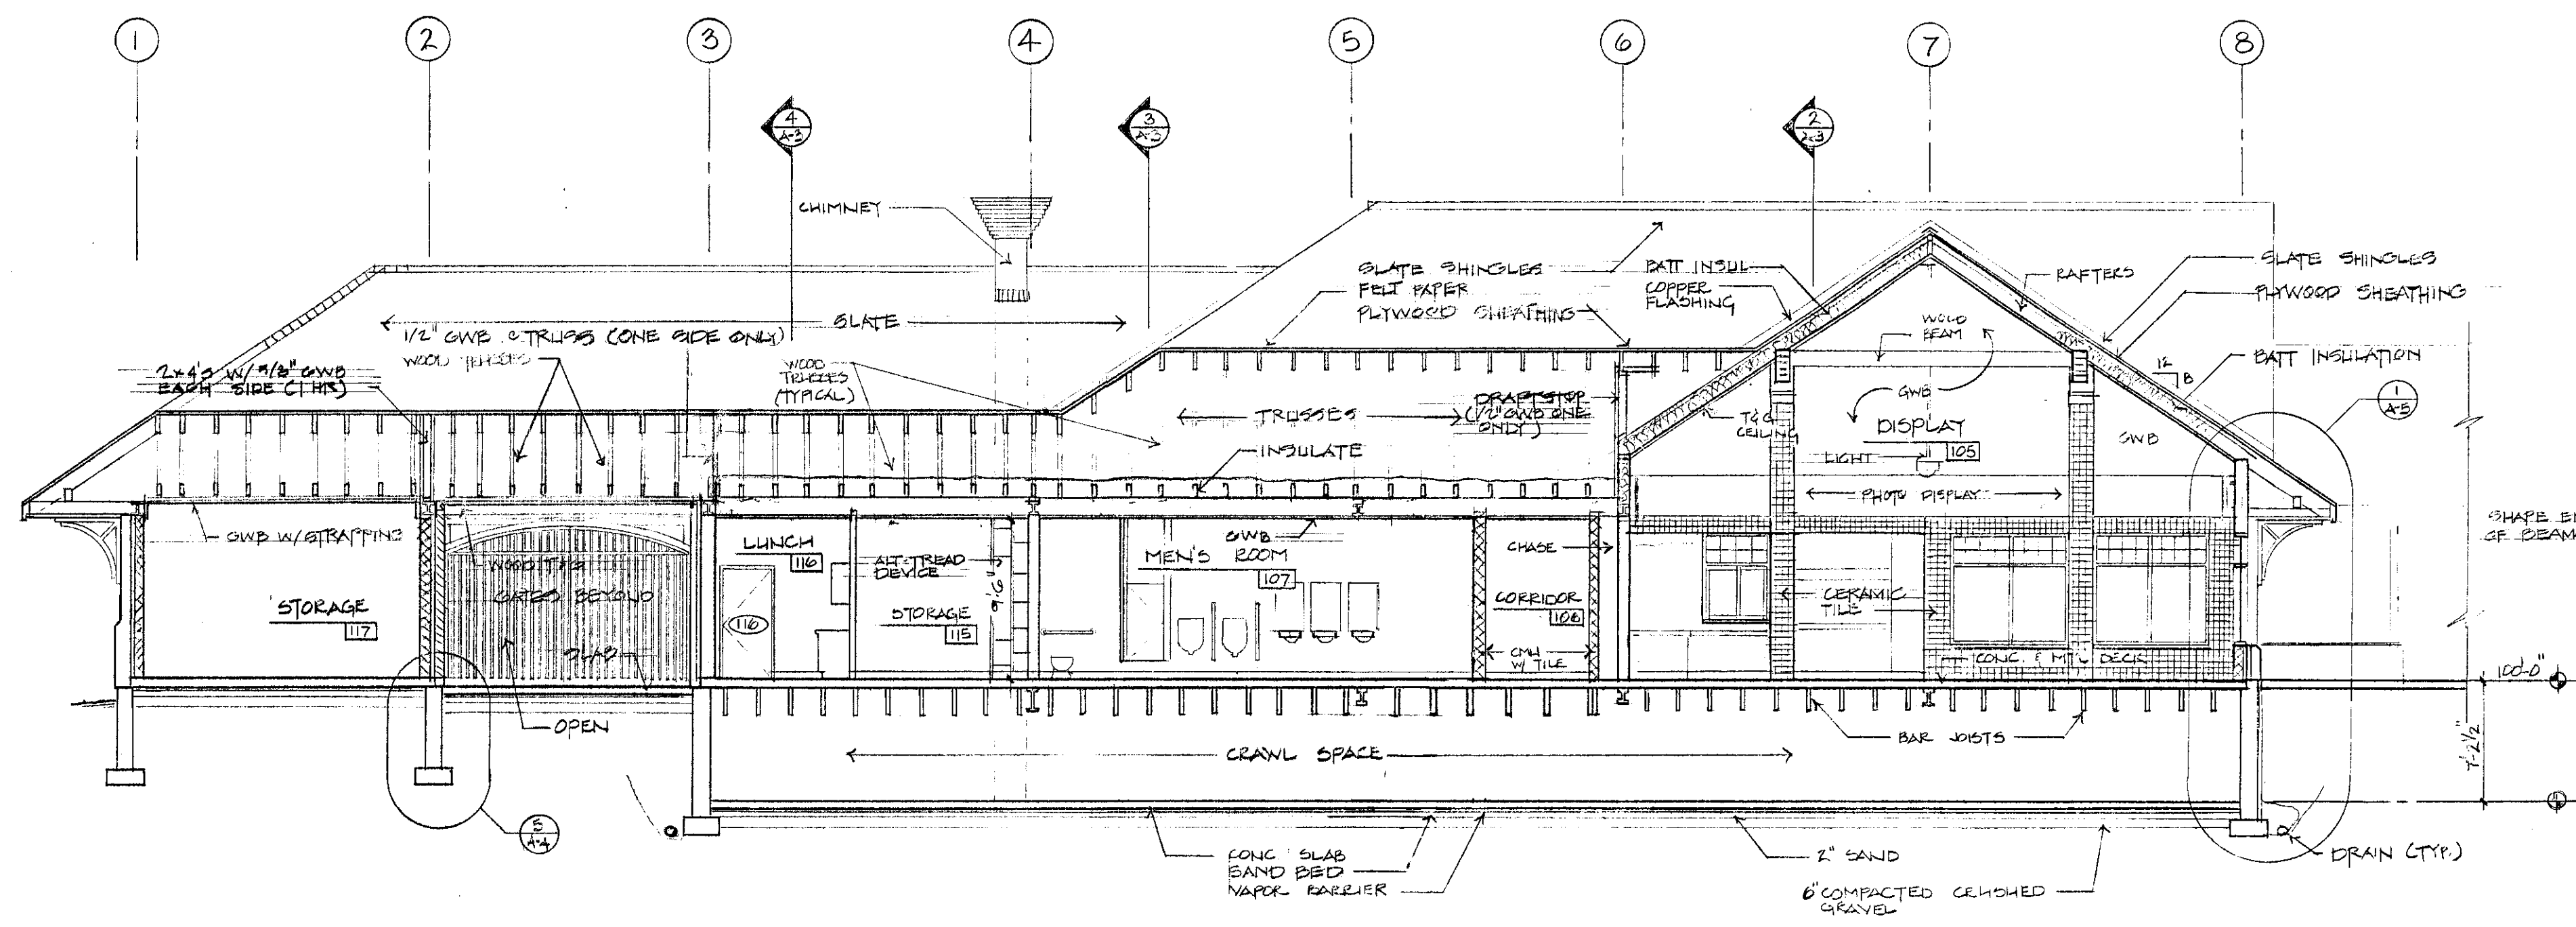 1
2
3
4
5
6
7
8
4
A-3
3
A-3
2
CHIMNEY
SLATE SHINGLES
FELT PAPER
PLYWOOD SHEATHING
BATT INSUL
COPPER
FLASHING
RAFTERS
SLATE SHINGLES
PLYWOOD SHEATHING
BATT INSULATION
12
8
1
A-5
SLATE
1/2" GWB @ TRUSS (ONE SIDE ONLY)
WOOD TRUSSES
2x4'S W/ 5/8" GWB
EACH SIDE (1 HR)
WOOD
TRUSSES
(TYPICAL)
TRUSSES
INSULATE
DRAFTSTOP
(1/2" GWB ONE
ONLY)
T&G
CEILING
WOOD
BEAM
GWB
DISPLAY
105
LIGHT
PHOTO DISPLAY
GWB
GWB W/ STRAPPING
STORAGE
117
GATES BEYOND
SLAB
OPEN
LUNCH
116
116
ALT. TREAD
DEVICE
STORAGE
115
9'-6"
GWB
MEN'S ROOM
107
CHASE
CORRIDOR
106
CMU
W/ TILE
CERAMIC
TILE
CONC. & MTL DECK
SHAPE
OF BEAM
100'-0"
BAR JOISTS
CRAWL SPACE
5
A-4
CONC. SLAB
SAND BED
VAPOR BARRIER
2" SAND
6" COMPACTED CRUSHED
GRAVEL
DRAIN (TYP.)